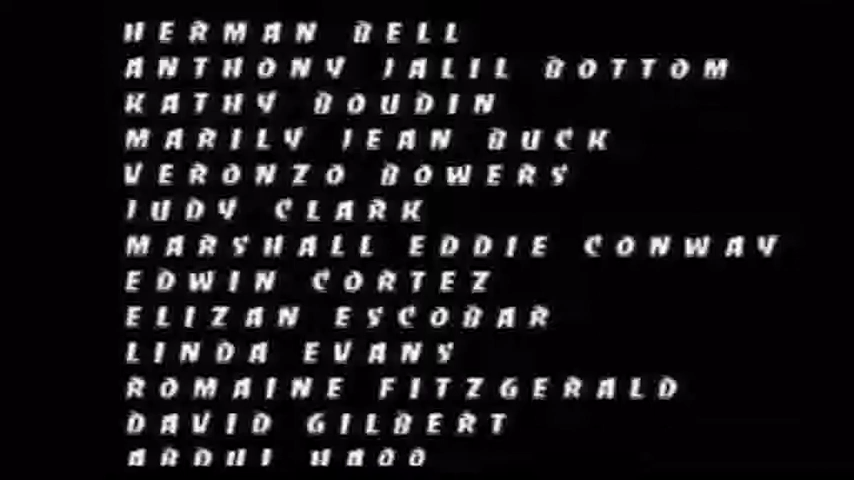 HERMAN BELL
ANTHONY JALIL BOTTOM
KATHY BOUDIN
MARILY JEAN BUCK
VERONZO BOWERS
JUDY CLARK
MARSHALL EDDIE CONWAY
EDWIN CORTEZ
ELIZAN ESCOBAR
LINDA EVANS
ROMAINE FITZGERALD
DAVID GILBERT